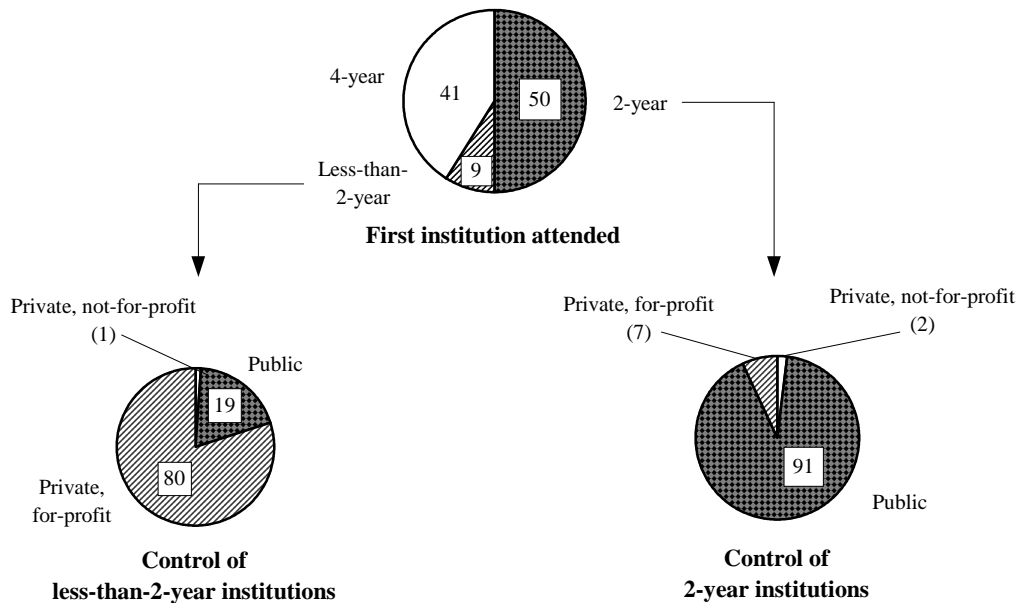 4-year
41
50
2-year
Less-than-
2-year
9
First institution attended
Private, not-for-profit
(1)
Public
19
80
Private,
for-profit
Control of
less-than-2-year institutions
Private, for-profit
(7)
Private, not-for-profit
(2)
91
Public
Control of
2-year institutions